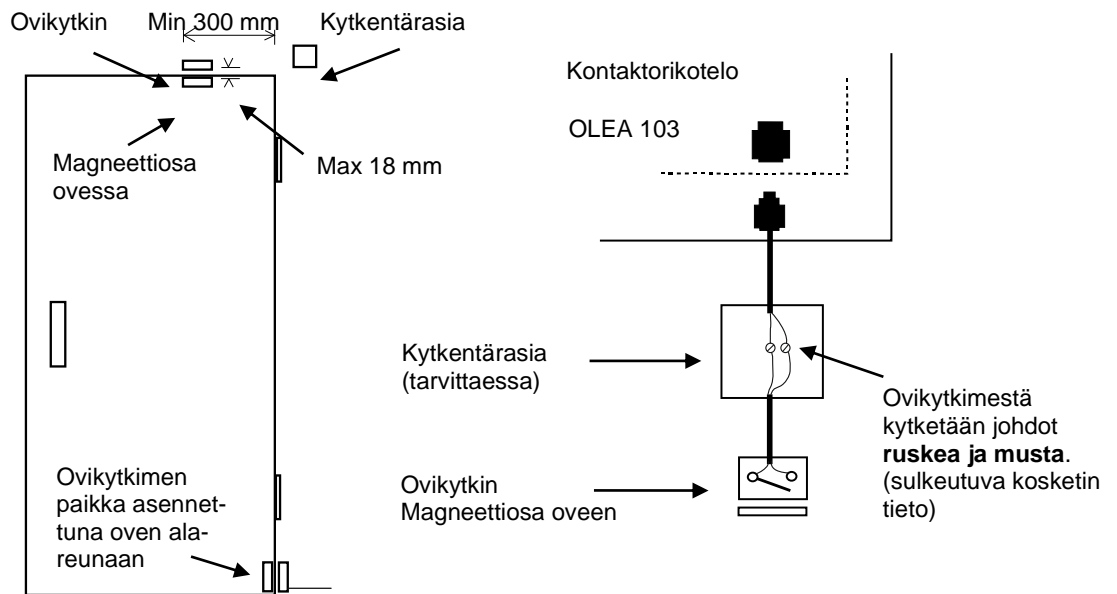 Ovikytkin
Min 300 mm
Kytkentärasia
Magneettiosa
ovessa
Max 18 mm
Ovikytkimen
paikka asennet-
tuna oven ala-
reunaan
Kontaktorikotelo
OLEA 103
Kytkentärasia
(tarvittaessa)
Ovikytkimestä
kytketään johdot
ruskea ja musta.
(sulkeutuva kosketin
tieto)
Ovikytkin
Magneettiosa oveen